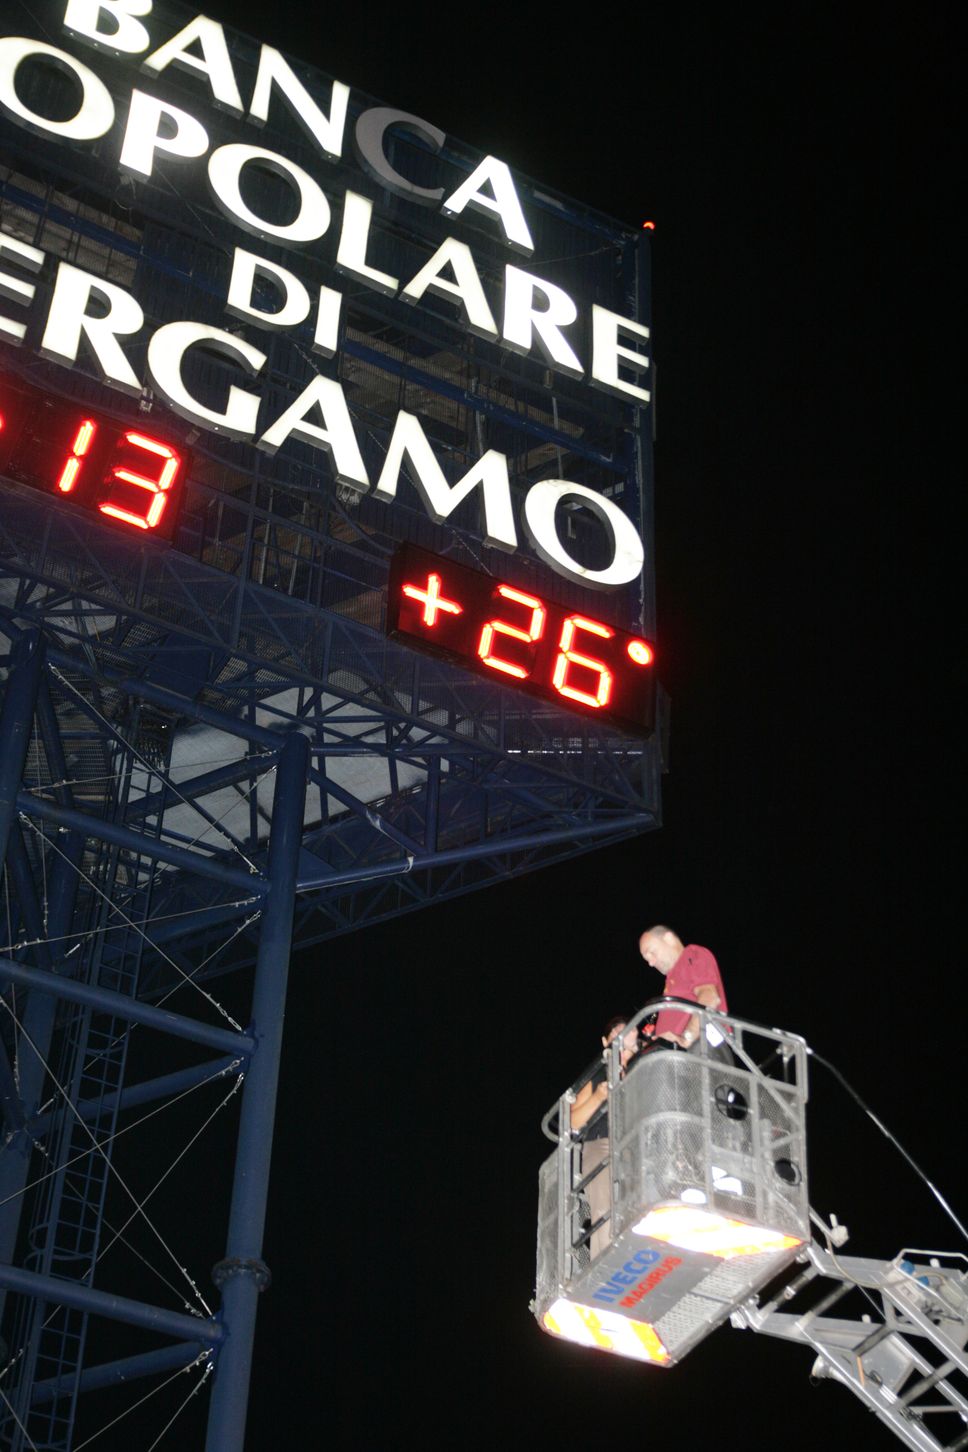 BANCA
OPOLARE
DI
ERGAMO
13
+26°
IVECO
MAGIRUS